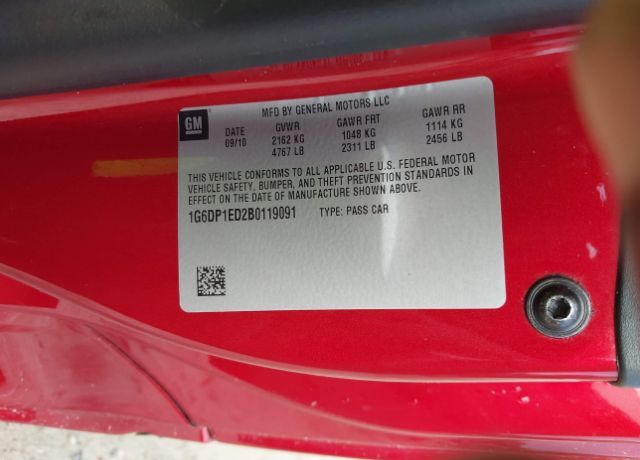 MFD BY GENERAL MOTORS LLC
GM
DATE GVWR GAWR FRT GAWR RR
09/10 2162 KG 1048 KG 1114 KG
4767 LB 2311 LB 2456 LB
THIS VEHICLE CONFORMS TO ALL APPLICABLE U.S. FEDERAL MOTOR
VEHICLE SAFETY, BUMPER, AND THEFT PREVENTION STANDARDS IN
EFFECT ON THE DATE OF MANUFACTURE SHOWN ABOVE.
1G6DP1ED2B0119091 TYPE: PASS CAR